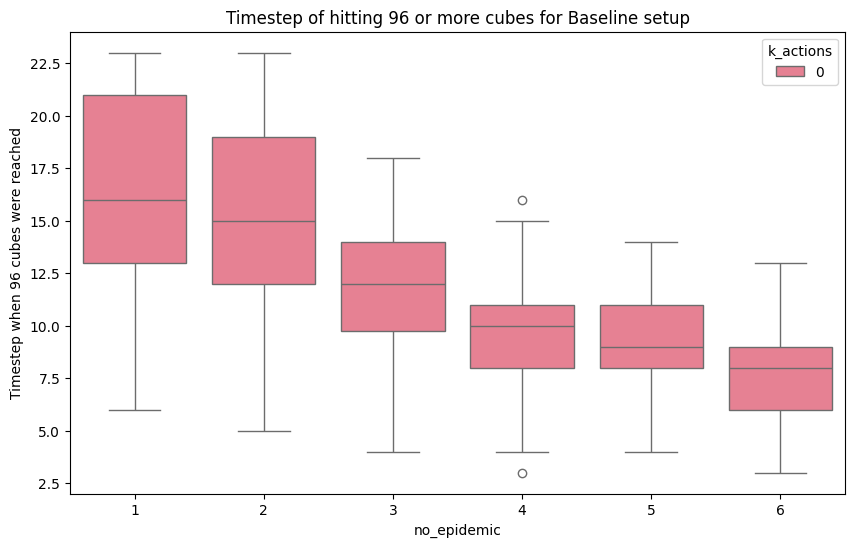 Timestep of hitting 96 or more cubes for Baseline setup
k_actions
0
Timestep when 96 cubes were reached
22.5
20.0
17.5
15.0
12.5
10.0
7.5
5.0
2.5
1 2 3 4 5 6
no_epidemic